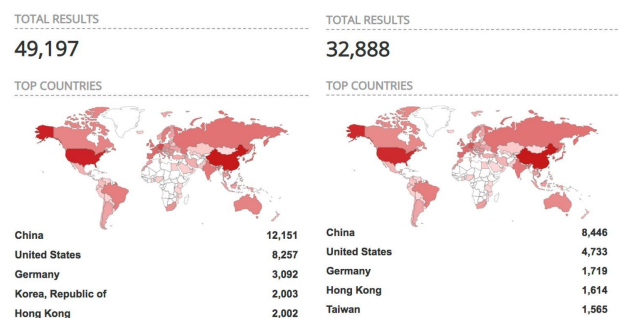 TOTAL RESULTS
49,197
TOP COUNTRIES
China 12,151
United States 8,257
Germany 3,092
Korea, Republic of 2,003
Hong Kong 2,002
TOTAL RESULTS
32,888
TOP COUNTRIES
China 8,446
United States 4,733
Germany 1,719
Hong Kong 1,614
Taiwan 1,565